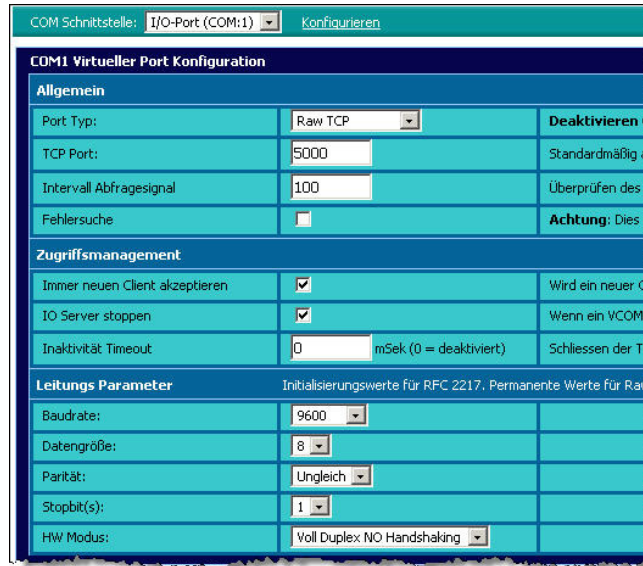 COM Schnittstelle: I/O-Port (COM:1) Konfigurieren
COM1 Virtueller Port Konfiguration
Allgemein
Port Typ: Raw TCP Deaktivieren
TCP Port: 5000 Standardmäßig
Intervall Abfragesignal 100 Überprüfen des
Fehlersuche Achtung: Dies
Zugriffsmanagement
Immer neuen Client akzeptieren Wird ein neuer
IO Server stoppen Wenn ein VCOM
Inaktivität Timeout 0 mSek (0 = deaktiviert) Schliessen der T
Leitungs Parameter Initialisierungswerte für RFC 2217. Permanente Werte für Ra
Baudrate: 9600
Datengröße: 8
Parität: Ungleich
Stopbit(s): 1
HW Modus: Voll Duplex NO Handshaking